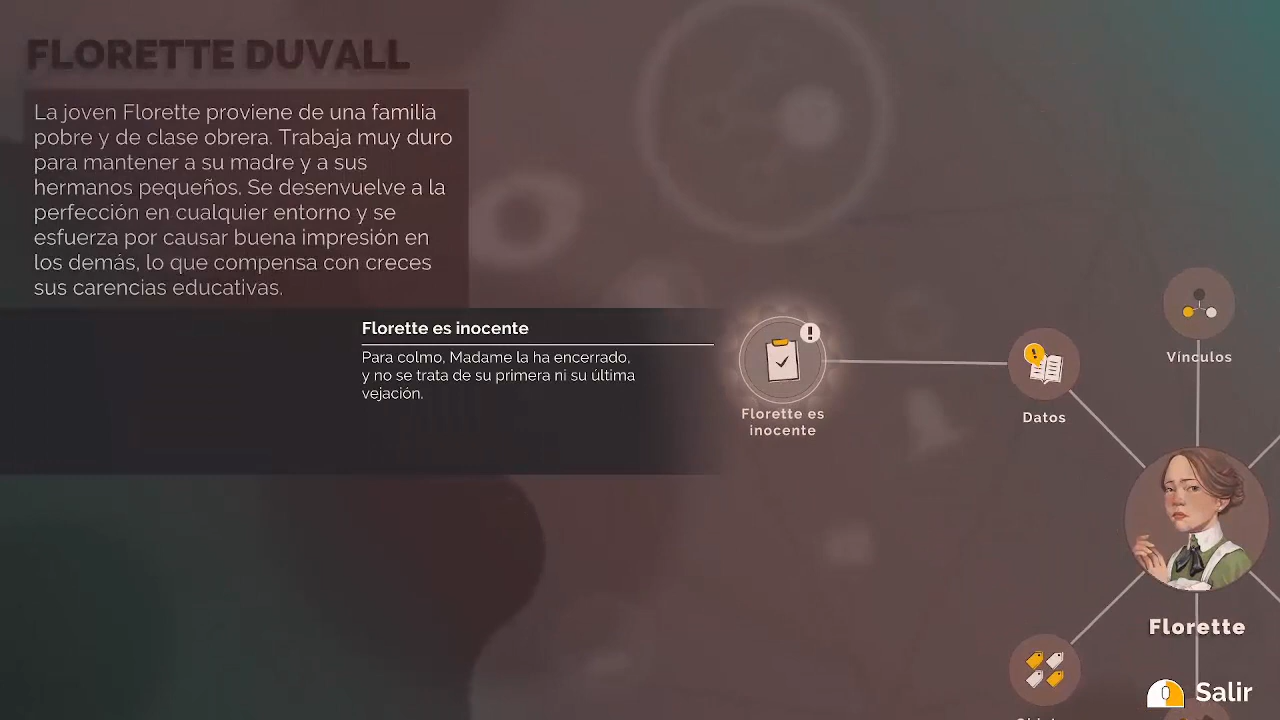 FLORETTE DUVALL
La joven Florette proviene de una familia
pobre y de clase obrera. Trabaja muy duro
para mantener a su madre y a sus
hermanos pequeños. Se desenvuelve a la
perfección en cualquier entorno y se
esfuerza por causar buena impresión en
los demás, lo que compensa con creces
sus carencias educativas.
Florette es inocente
Para colmo, Madame la ha encerrado,
y no se trata de su primera ni su última
vejación.
Florette es
inocente
Datos
Vínculos
Florette
Salir